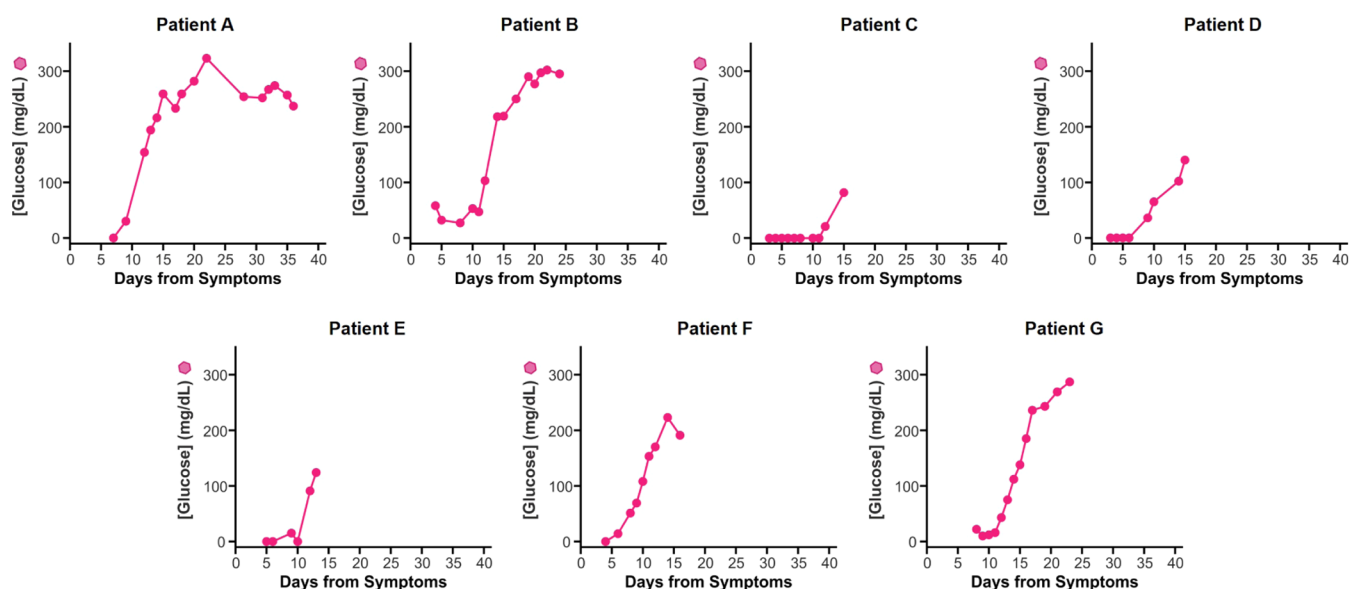 Patient A
[Glucose] (mg/dL)
300
200
100
0
0 5 10 15 20 25 30 35 40
Days from Symptoms
Patient B
[Glucose] (mg/dL)
300
200
100
0
0 5 10 15 20 25 30 35 40
Days from Symptoms
Patient C
[Glucose] (mg/dL)
300
200
100
0
0 5 10 15 20 25 30 35 40
Days from Symptoms
Patient D
[Glucose] (mg/dL)
300
200
100
0
0 5 10 15 20 25 30 35 40
Days from Symptoms
Patient E
[Glucose] (mg/dL)
300
200
100
0
0 5 10 15 20 25 30 35 40
Days from Symptoms
Patient F
[Glucose] (mg/dL)
300
200
100
0
0 5 10 15 20 25 30 35 40
Days from Symptoms
Patient G
[Glucose] (mg/dL)
300
200
100
0
0 5 10 15 20 25 30 35 40
Days from Symptoms